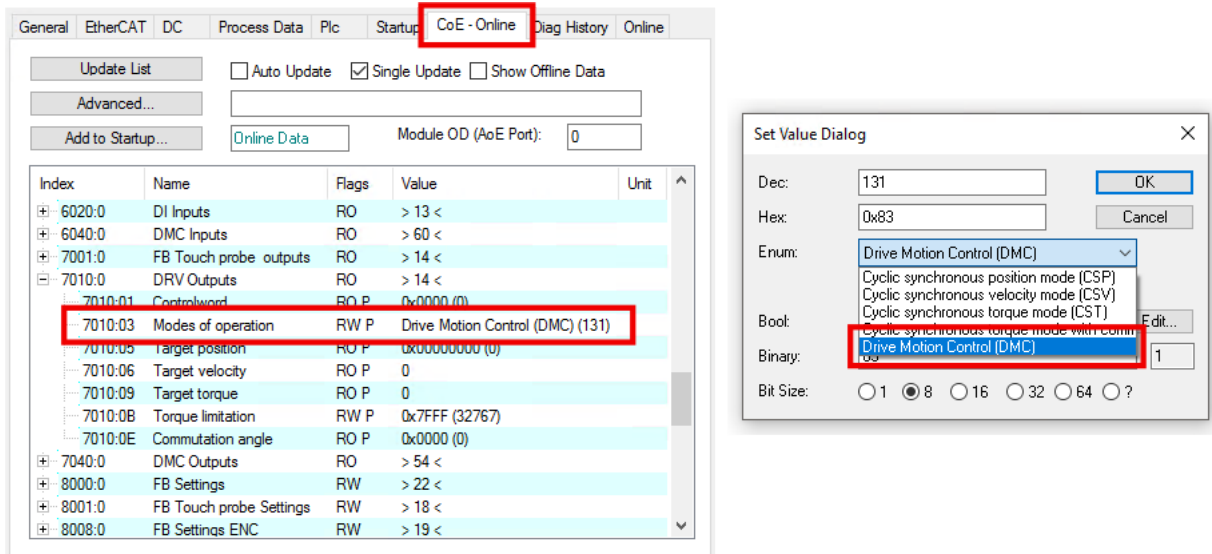 General EtherCAT DC Process Data Plc Startup CoE - Online Diag History Online
Update List Auto Update Single Update Show Offline Data
Advanced...
Add to Startup... Online Data Module OD (AoE Port): 0
Index Name Flags Value Unit
6020:0 DI Inputs RO > 13 <
6040:0 DMC Inputs RO > 60 <
7001:0 FB Touch probe outputs RO > 14 <
7010:0 DRV Outputs RO > 14 <
7010:01 Controlword RO P 0x0000 (0)
7010:03 Modes of operation RW P Drive Motion Control (DMC) (131)
7010:05 Target position RO P 0x00000000 (0)
7010:06 Target velocity RO P 0
7010:09 Target torque RO P 0
7010:0B Torque limitation RW P 0x7FFF (32767)
7010:0E Commutation angle RO P 0x0000 (0)
7040:0 DMC Outputs RO > 54 <
8000:0 FB Settings RW > 22 <
8001:0 FB Touch probe Settings RW > 18 <
8008:0 FB Settings ENC RW > 19 <
Set Value Dialog
Dec: 131 OK
Hex: 0x83 Cancel
Enum: Drive Motion Control (DMC)
Cyclic synchronous position mode (CSP)
Cyclic synchronous velocity mode (CSV)
Cyclic synchronous torque mode (CST)
Cyclic synchronous torque mode with comm
Drive Motion Control (DMC)
Bool: Edit...
Binary: 1
Bit Size: 1 8 16 32 64 ?